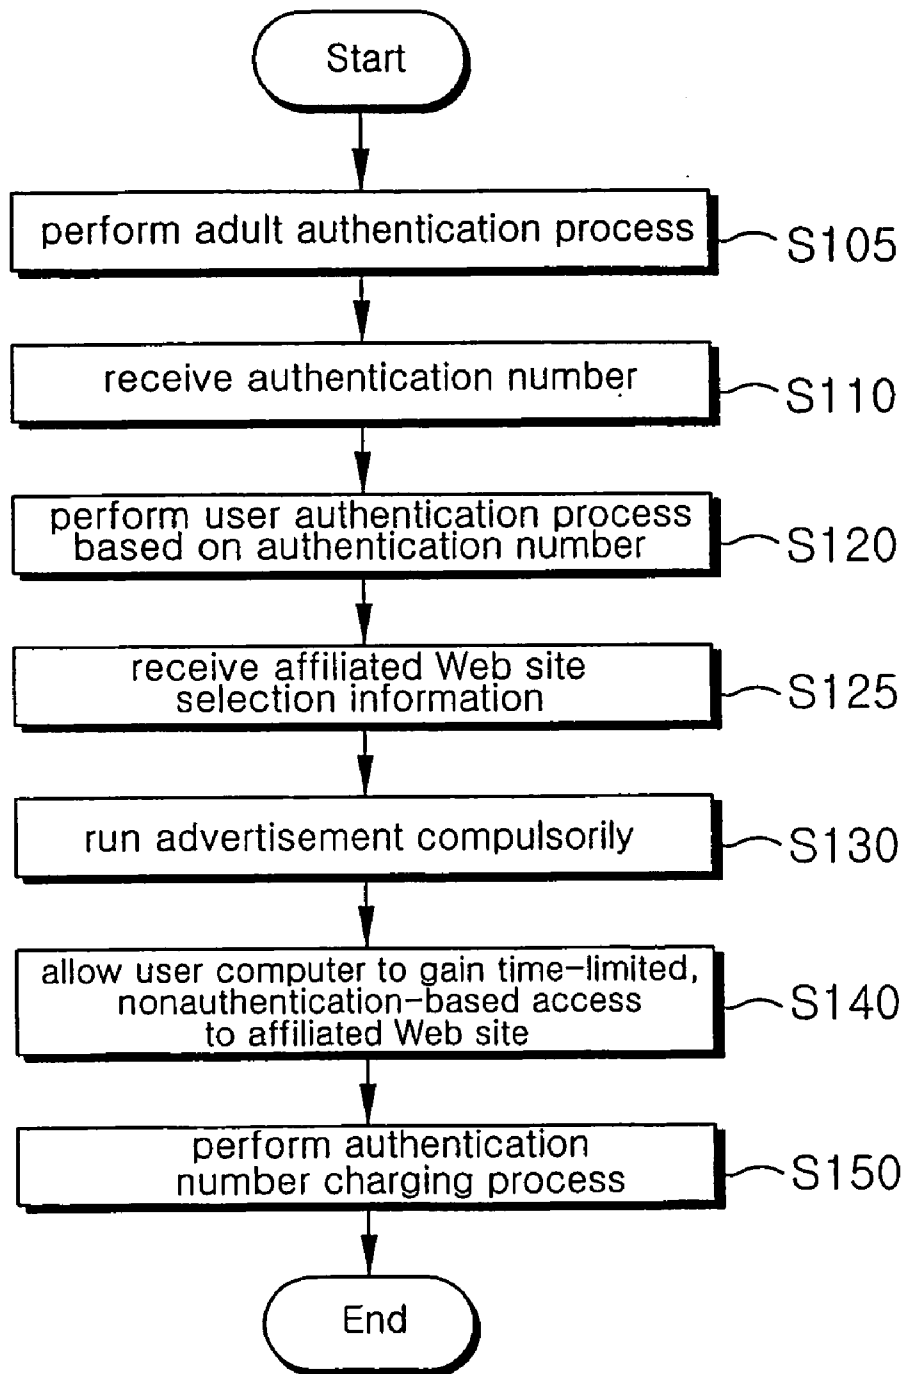 Start
perform adult authentication process
S105
receive authentication number
S110
perform user authentication process
based on authentication number
S120
receive affiliated Web site
selection information
S125
run advertisement compulsorily
S130
allow user computer to gain time-limited,
nonauthentication-based access
to affiliated Web site
S140
perform authentication
number charging process
S150
End